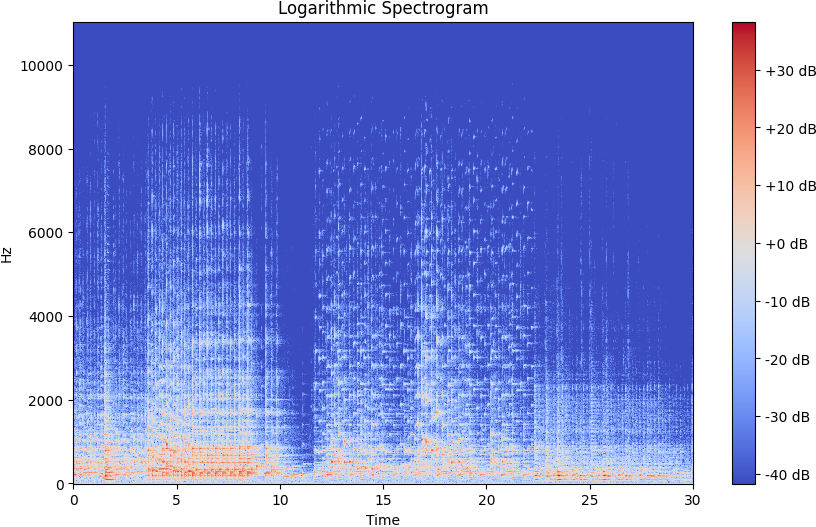 Logarithmic Spectrogram
10000
8000
6000
4000
2000
0
Hz
0 5 10 15 20 25 30
Time
+30 dB
+20 dB
+10 dB
+0 dB
-10 dB
-20 dB
-30 dB
-40 dB